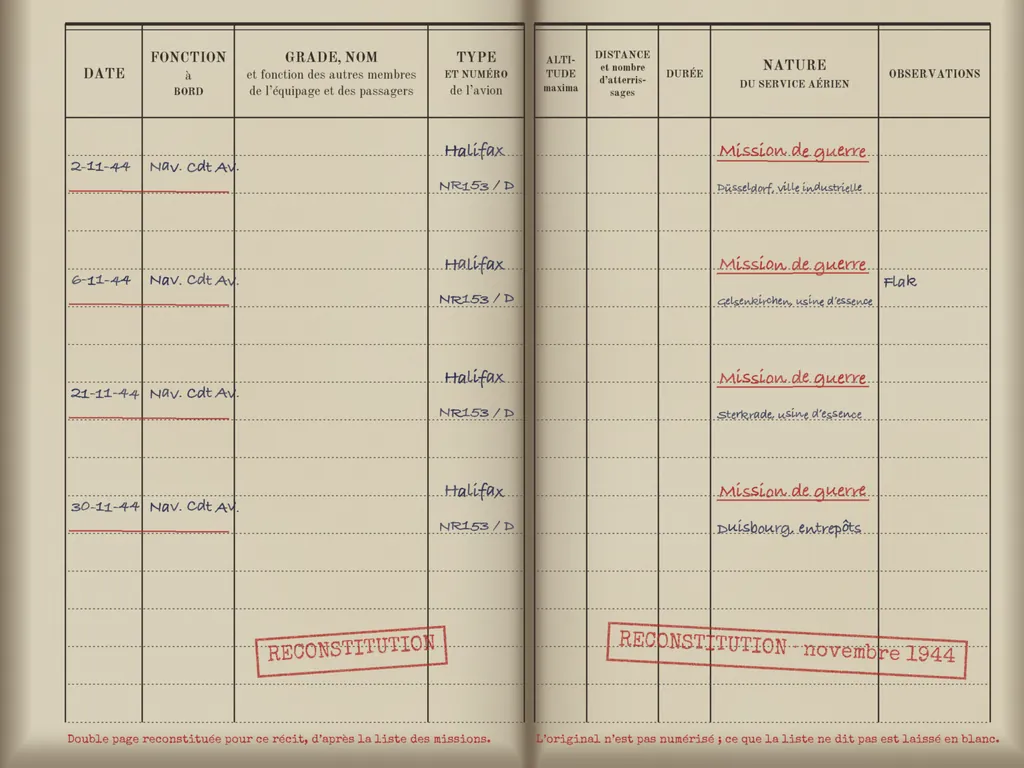 DATE
FONCTION
à
BORD
GRADE, NOM
et fonction des autres membres
de l'équipage et des passagers
TYPE
ET NUMÉRO
de l'avion
ALTI-
TUDE
maxima
DISTANCE
et nombre
d'atterris-
sages
DURÉE
NATURE
DU SERVICE AÉRIEN
OBSERVATIONS
2-11-44
Nav. Cdt Av.
Halifax
NR153 / D
Mission de guerre
Düsseldorf, ville industrielle
6-11-44
Nav. Cdt Av.
Halifax
NR153 / D
Mission de guerre
Gelsenkirchen, usine d'essence
Flak
21-11-44
Nav. Cdt Av.
Halifax
NR153 / D
Mission de guerre
Sterkrade, usine d'essence
30-11-44
Nav. Cdt Av.
Halifax
NR153 / D
Mission de guerre
Duisbourg, entrepôts
RECONSTITUTION
RECONSTITUTION - novembre 1944
Double page reconstituée pour ce récit, d'après la liste des missions.
L'original n'est pas numérisé ; ce que la liste ne dit pas est laissé en blanc.